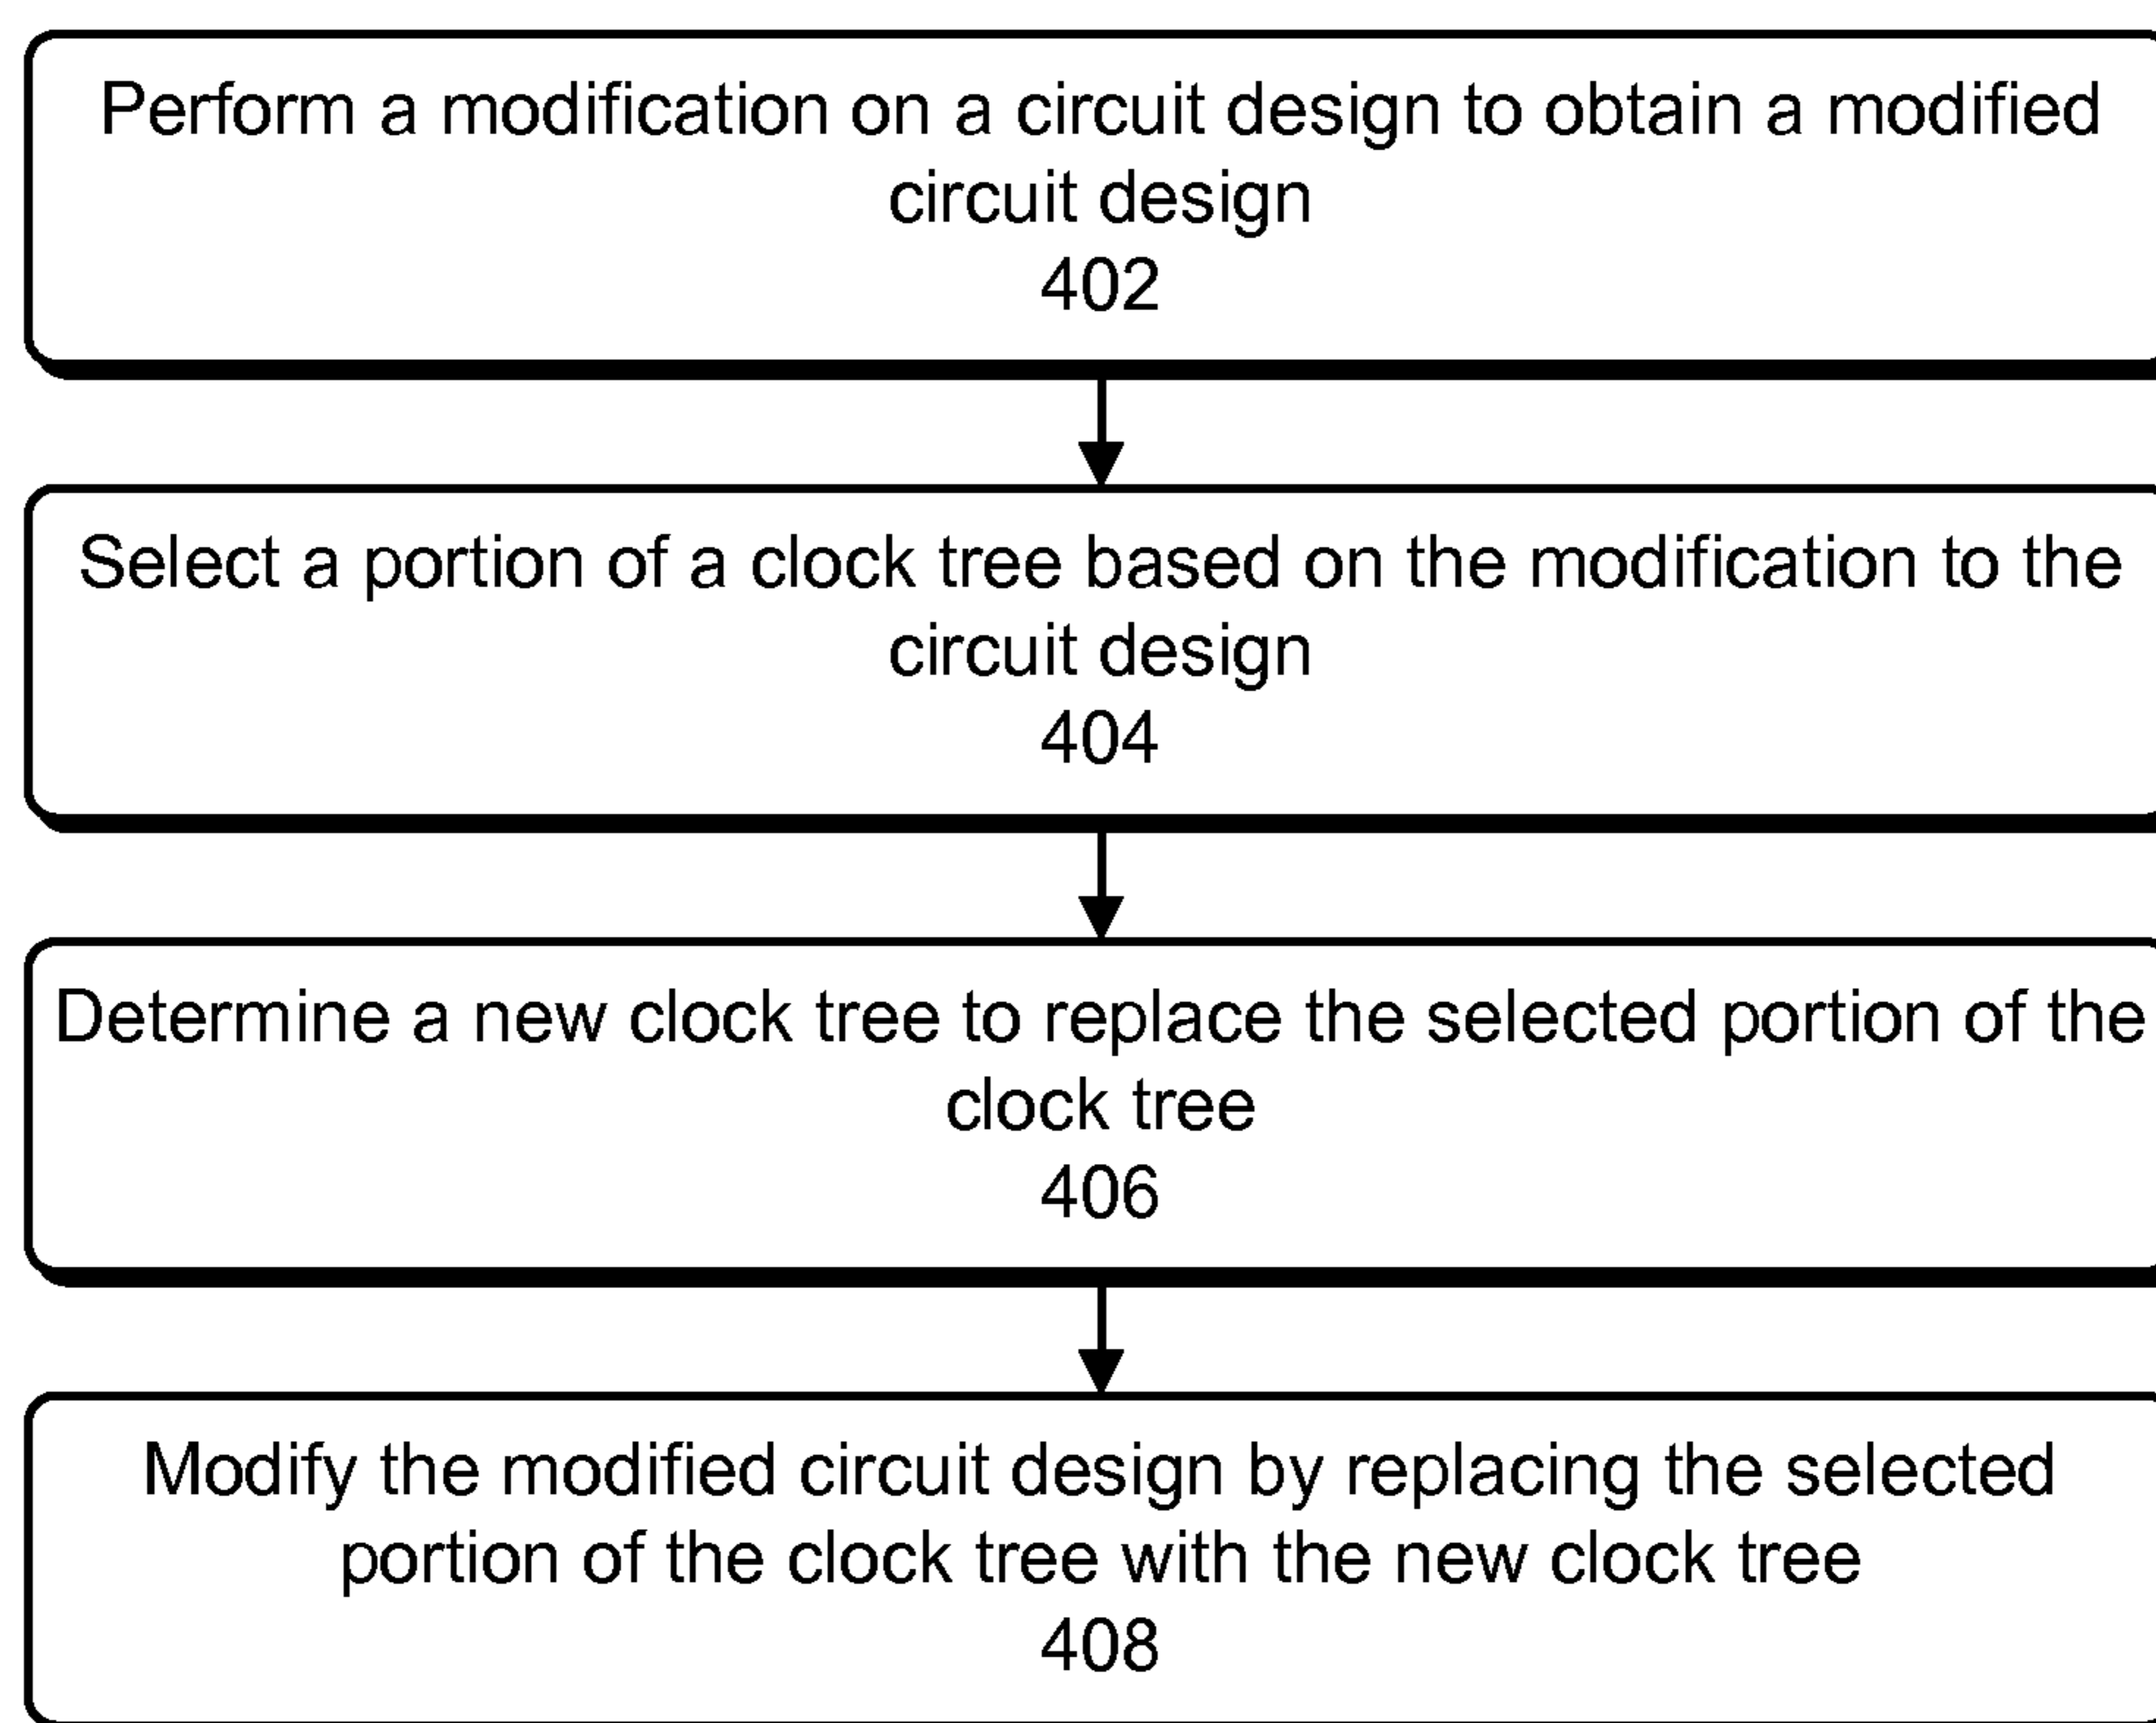 Perform a modification on a circuit design to obtain a modified
circuit design
402
Select a portion of a clock tree based on the modification to the
circuit design
404
Determine a new clock tree to replace the selected portion of the
clock tree
406
Modify the modified circuit design by replacing the selected
portion of the clock tree with the new clock tree
408